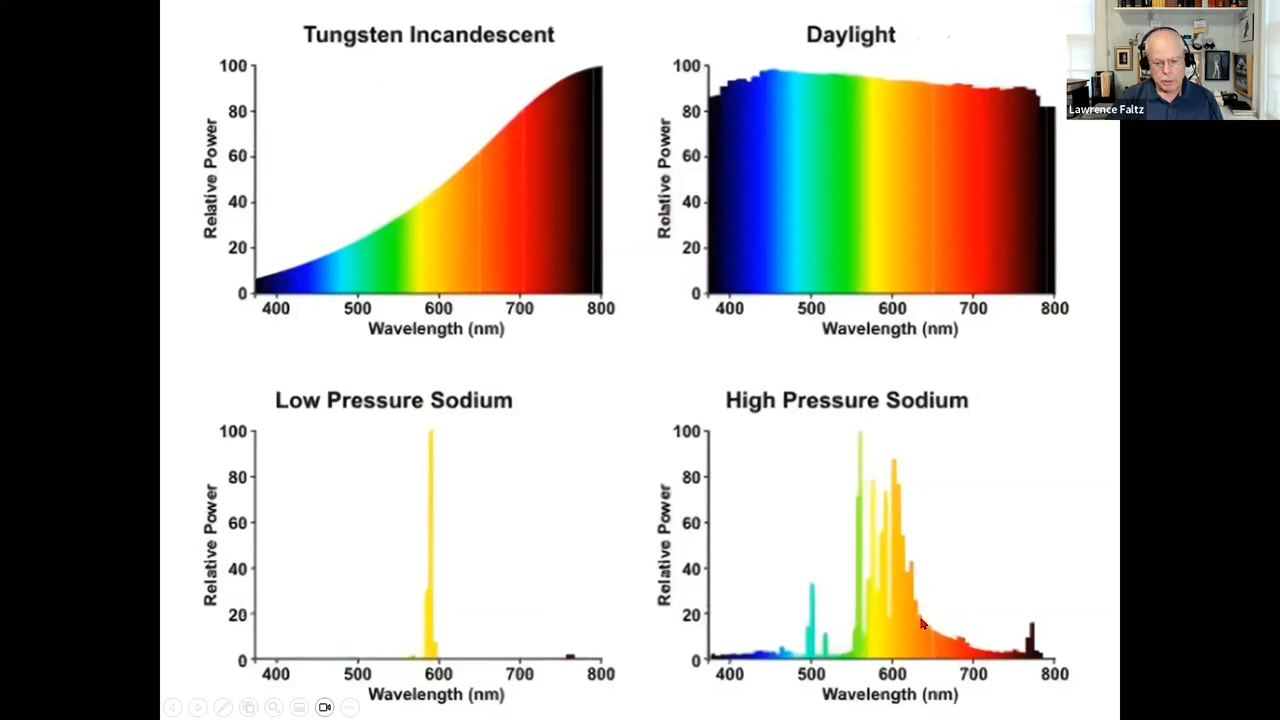 Tungsten Incandescent
100
80
60
40
20
0
Relative Power
400 500 600 700 800
Wavelength (nm)
Daylight
100
80
60
40
20
0
Relative Power
400 500 600 700 800
Wavelength (nm)
Lawrence Faltz
Low Pressure Sodium
100
80
60
40
20
0
Relative Power
400 500 600 700 800
Wavelength (nm)
High Pressure Sodium
100
80
60
40
20
0
Relative Power
400 500 600 700 800
Wavelength (nm)